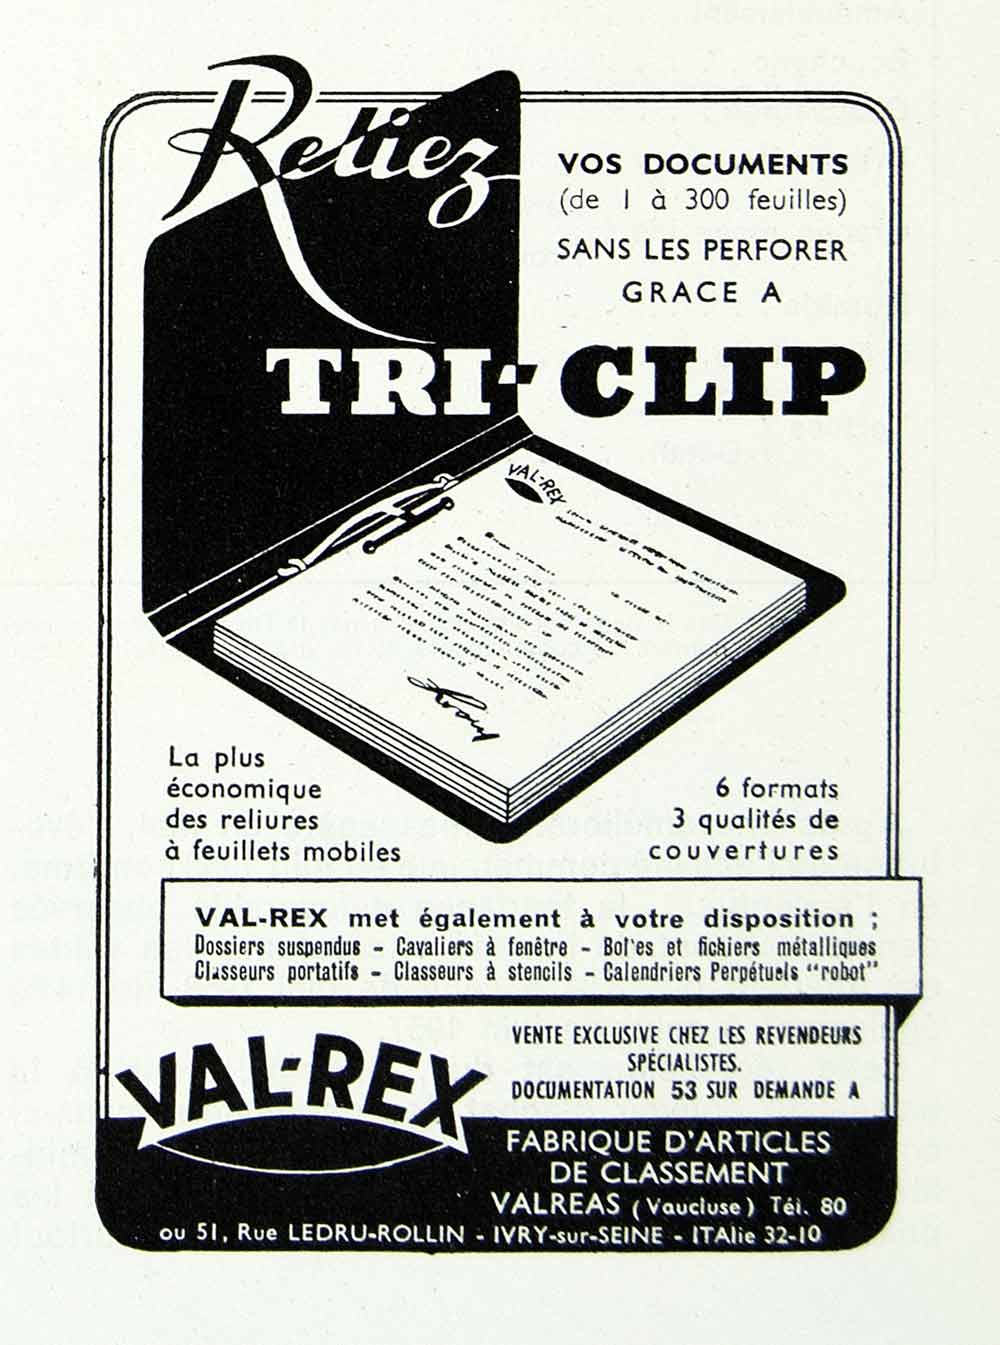 Reliez
VOS DOCUMENTS
(de 1 à 300 feuilles)
SANS LES PERFORER
GRACE A
TRI-CLIP
VAL-REX
La plus
économique
des reliures
à feuillets mobiles
6 formats
3 qualités de
couvertures
VAL-REX met également à votre disposition ;
Dossiers suspendus - Cavaliers à fenêtre - Boîtes et fichiers métalliques
Classeurs portatifs - Classeurs à stencils - Calendriers Perpétuels "robot"
VAL-REX
VENTE EXCLUSIVE CHEZ LES REVENDEURS
SPÉCIALISTES.
DOCUMENTATION 53 SUR DEMANDE A
FABRIQUE D'ARTICLES
DE CLASSEMENT
VALREAS (Vaucluse) Tél. 80
ou 51, Rue LEDRU-ROLLIN - IVRY-sur-SEINE - ITAlie 32-10